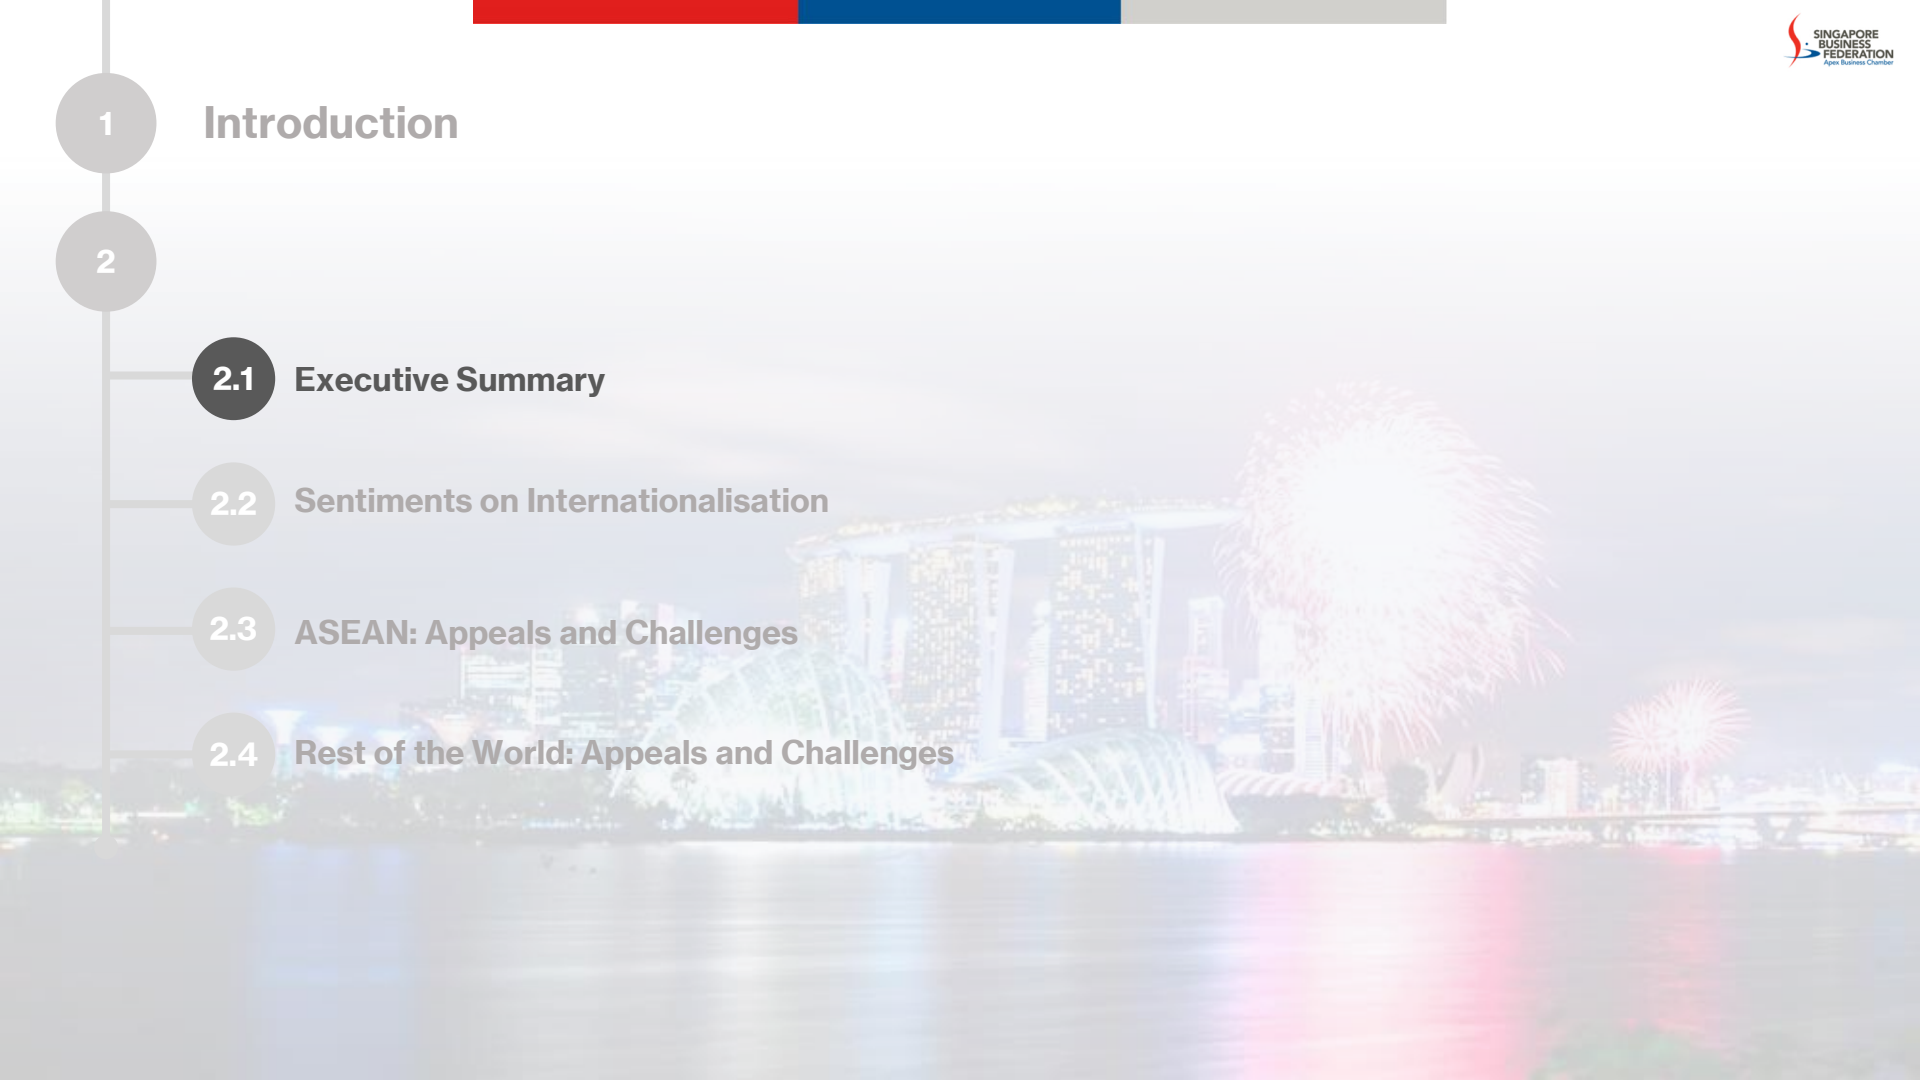 SINGAPORE
BUSINESS
FEDERATION
Apex Business Chamber
1 Introduction
2
2.1 Executive Summary
2.2 Sentiments on Internationalisation
2.3 ASEAN: Appeals and Challenges
2.4 Rest of the World: Appeals and Challenges